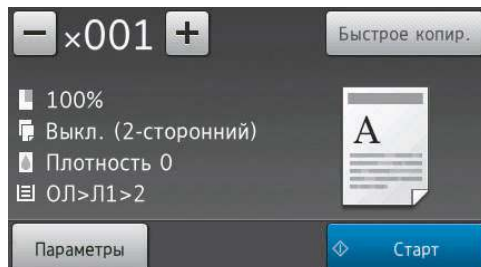 − ×001 +
Быстрое копир.
100%
Выкл. (2-сторонний)
Плотность 0
ОЛ>Л1>2
A
Параметры
Старт